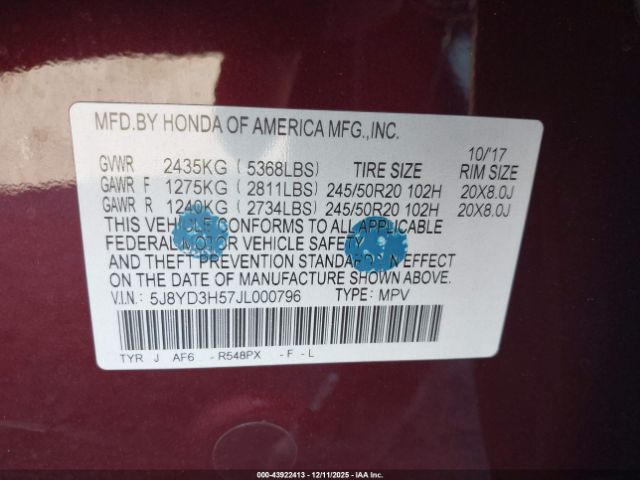 MFD.BY HONDA OF AMERICA MFG.,INC.
10/'17
GVWR 2435KG ( 5368LBS) TIRE SIZE RIM SIZE
GAWR F 1275KG ( 2811LBS) 245/50R20 102H 20X8.0J
GAWR R 1240KG ( 2734LBS) 245/50R20 102H 20X8.0J
THIS VEHICLE CONFORMS TO ALL APPLICABLE
FEDERAL MOTOR VEHICLE SAFETY
AND THEFT PREVENTION STANDARDS IN EFFECT
ON THE DATE OF MANUFACTURE SHOWN ABOVE.
V.I.N. 5J8YD3H57JL000796 TYPE: MPV
TYR J AF6 - R548PX - F - L
000-43922413 - 12/11/2025 - IAA Inc.